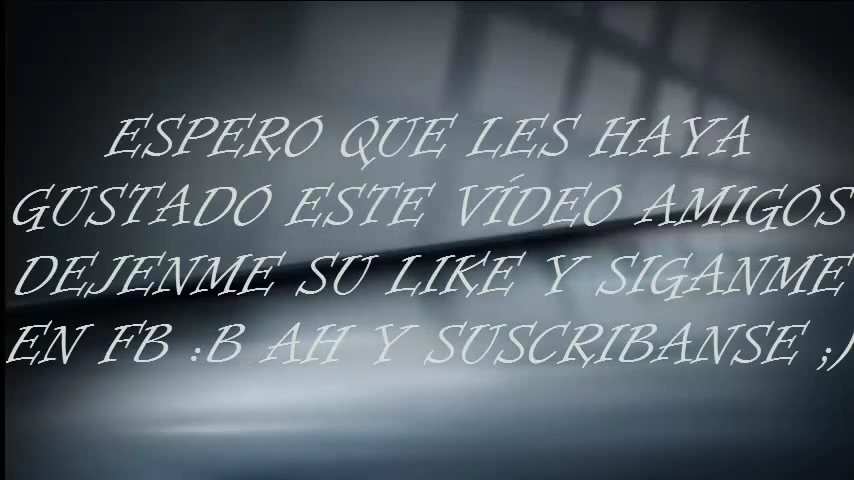 ESPERO QUE LES HAYA
GUSTADO ESTE VÍDEO AMIGOS
DEJENME SU LIKE Y SIGANME
EN FB :B AH Y SUSCRIBANSE ;)